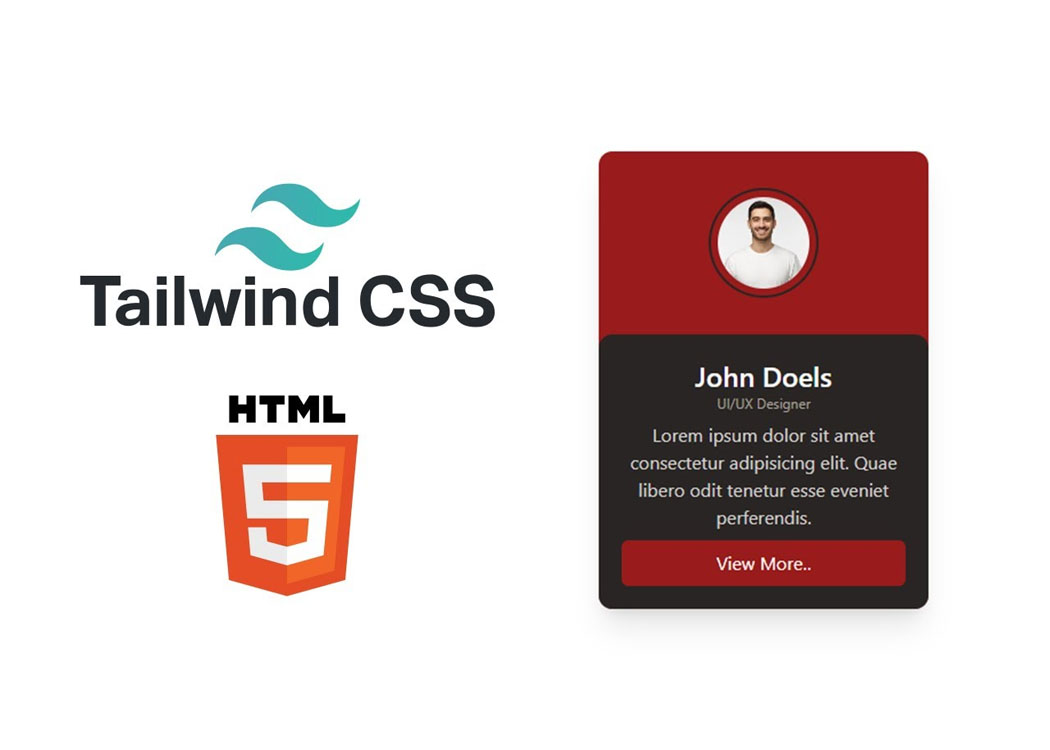 Tailwind CSS
HTML
5
John Doels
UI/UX Designer
Lorem ipsum dolor sit amet
consectetur adipisicing elit. Quae
libero odit tenetur esse eveniet
perferendis.
View More..